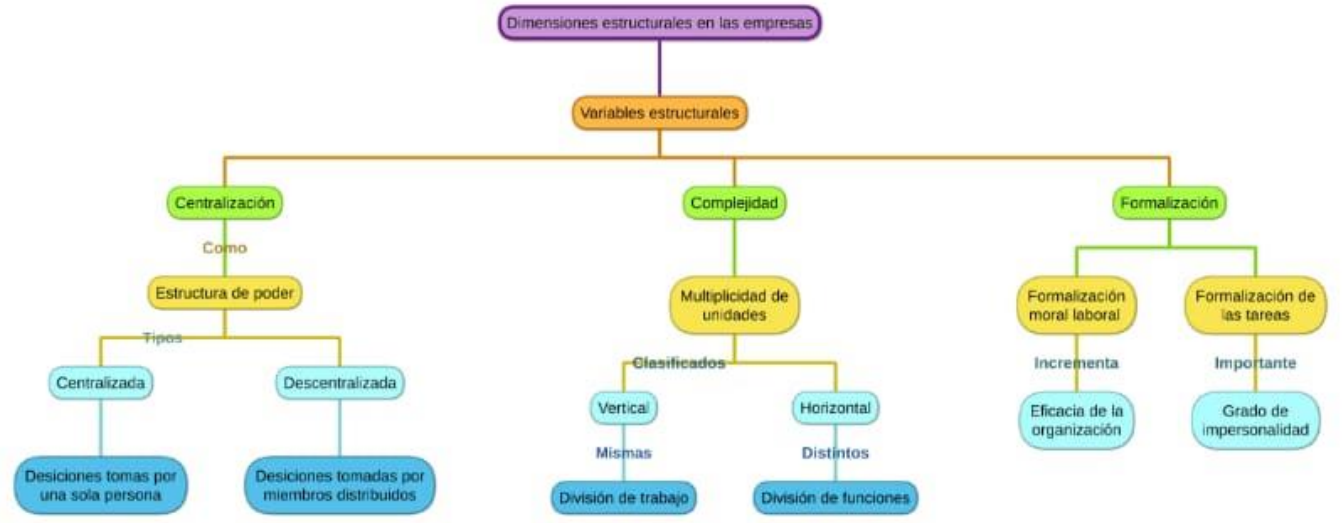 Dimensiones estructurales en las empresas
Variables estructurales
Centralización
Complejidad
Formalización
Como
Estructura de poder
Multiplicidad de
unidades
Formalización
moral laboral
Formalización de
las tareas
Tipos
Clasificados
Incrementa
Importante
Centralizada
Descentralizada
Vertical
Horizontal
Eficacia de la
organización
Grado de
impersonalidad
Mismas
Distintos
Desiciones tomas por
una sola persona
Desiciones tomadas por
miembros distribuidos
División de trabajo
División de funciones